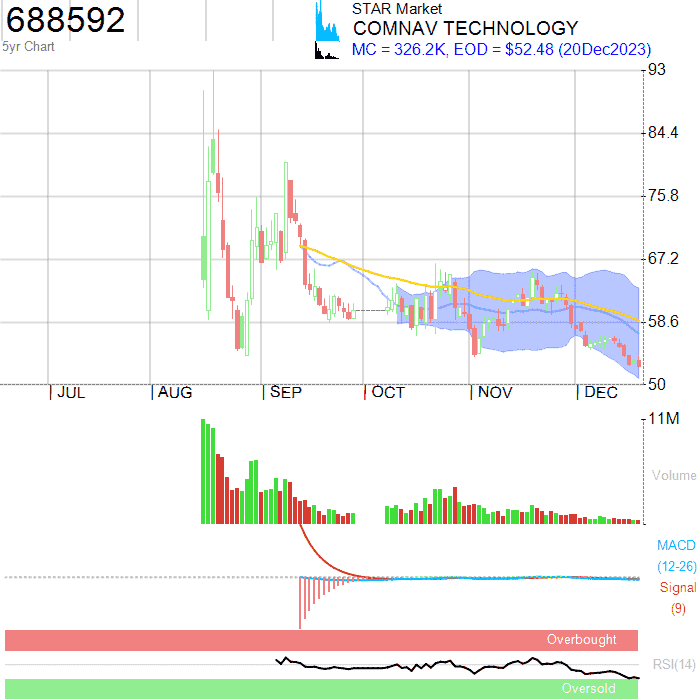 688592
5yr Chart
STAR Market
COMNAV TECHNOLOGY
MC = 326.2K, EOD = $52.48 (20Dec2023)
93
84.4
75.8
67.2
58.6
50
JUL AUG SEP OCT NOV DEC
11M
Volume
MACD
(12-26)
Signal
(9)
Overbought
RSI(14)
Oversold